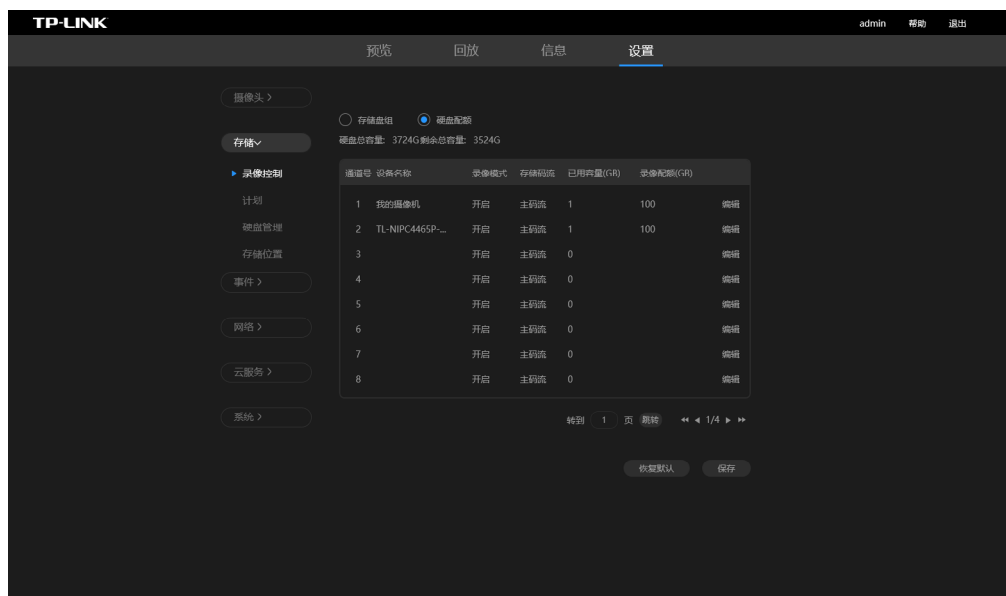 TP-LINK admin 帮助 退出
预览 回放 信息 设置
摄像头 >
存储盘组 硬盘配额
存储
硬盘总容量: 3724G剩余总容量: 3524G
录像控制
通道号 设备名称 录像模式 存储码流 已用容量(GB) 录像配额(GB)
计划
1 我的摄像机 开启 主码流 1 100 编辑
硬盘管理
2 TL-NIPC4465P-... 开启 主码流 1 100 编辑
存储位置
3 开启 主码流 0 编辑
事件 >
4 开启 主码流 0 编辑
5 开启 主码流 0 编辑
网络 >
6 开启 主码流 0 编辑
7 开启 主码流 0 编辑
云服务 >
8 开启 主码流 0 编辑
系统 >
转到 1 页 跳转 1/4
恢复默认 保存